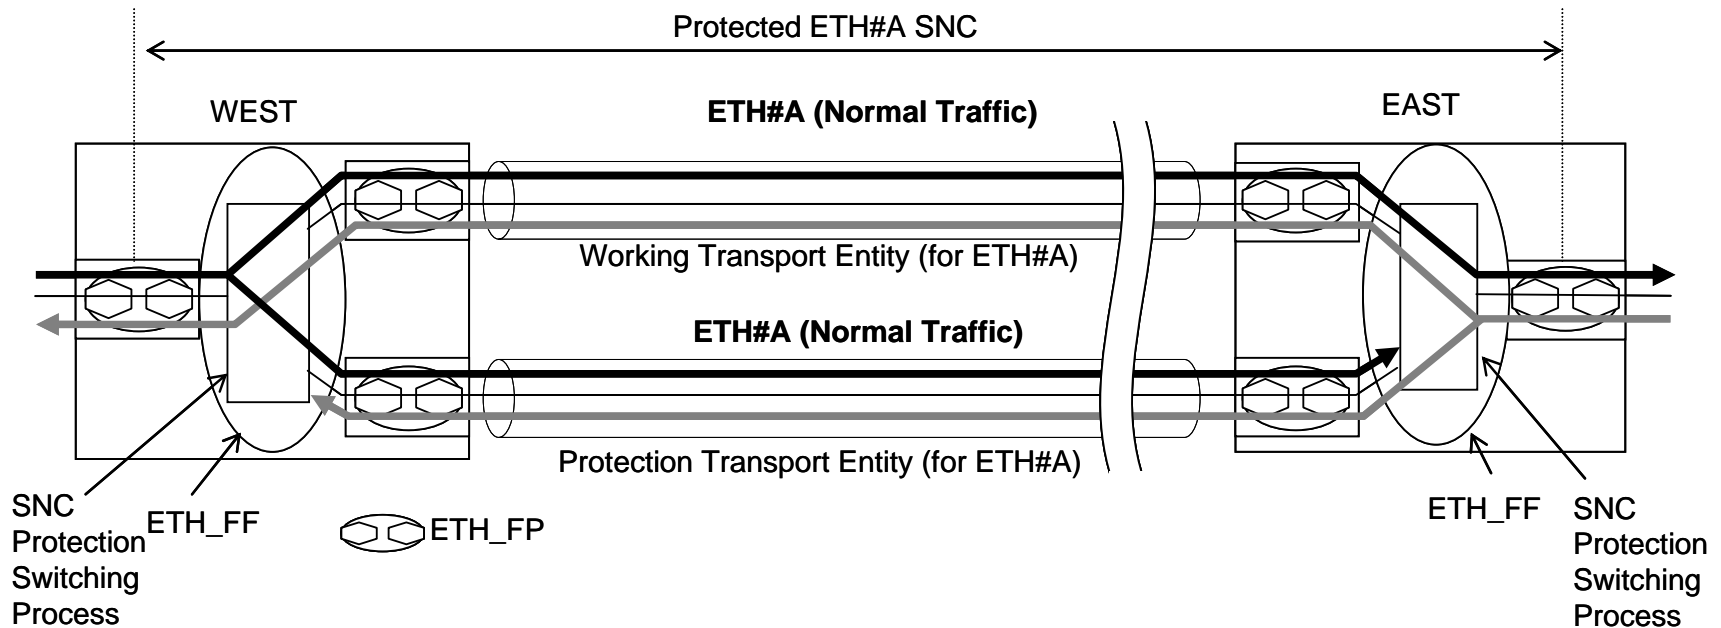 Protected ETH#A SNC
WEST
ETH#A (Normal Traffic)
EAST
Working Transport Entity (for ETH#A)
ETH#A (Normal Traffic)
Protection Transport Entity (for ETH#A)
SNC
Protection
Switching
Process
ETH_FF
ETH_FP
ETH_FF
SNC
Protection
Switching
Process